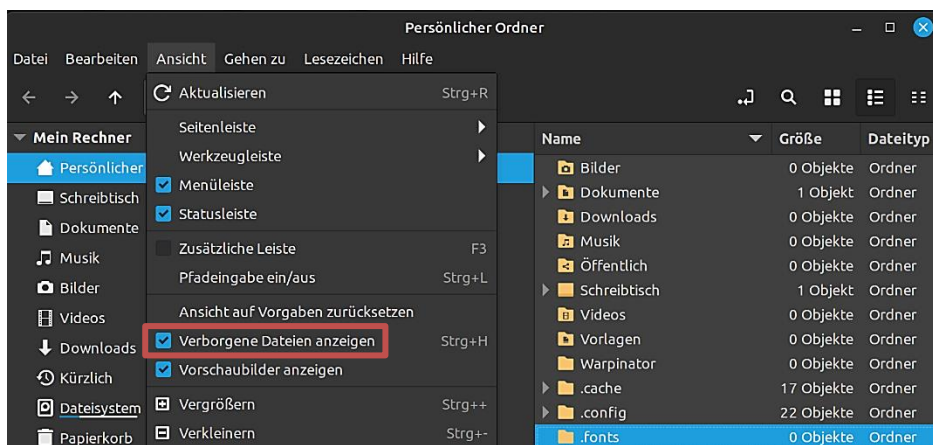 Persönlicher Ordner
Datei Bearbeiten Ansicht Gehen zu Lesezeichen Hilfe
Aktualisieren Strg+R
Seitenleiste
Werkzeugleiste
Menüleiste
Statusleiste
Zusätzliche Leiste F3
Pfadeingabe ein/aus Strg+L
Ansicht auf Vorgaben zurücksetzen
Verborgene Dateien anzeigen Strg+H
Vorschaubilder anzeigen
Vergrößern Strg++
Verkleinern Strg+-
Mein Rechner
Persönlicher
Schreibtisch
Dokumente
Musik
Bilder
Videos
Downloads
Kürzlich
Dateisystem
Papierkorb
Name Größe Dateityp
Bilder 0 Objekte Ordner
Dokumente 1 Objekt Ordner
Downloads 0 Objekte Ordner
Musik 0 Objekte Ordner
Öffentlich 0 Objekte Ordner
Schreibtisch 1 Objekt Ordner
Videos 0 Objekte Ordner
Vorlagen 0 Objekte Ordner
Warpinator 0 Objekte Ordner
.cache 17 Objekte Ordner
.config 22 Objekte Ordner
.fonts 0 Objekte Ordner